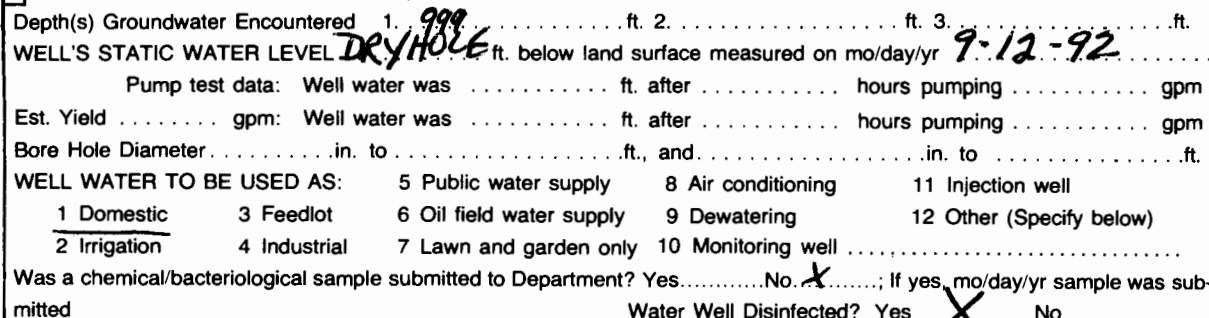 Depth(s) Groundwater Encountered 1. 999 ft. 2. ft. 3. ft.
WELL'S STATIC WATER LEVEL DRY HOLE ft. below land surface measured on mo/day/yr 9-12-92
Pump test data: Well water was ft. after hours pumping gpm
Est. Yield gpm: Well water was ft. after hours pumping gpm
Bore Hole Diameter in. to ft., and in. to ft.
WELL WATER TO BE USED AS: 5 Public water supply 8 Air conditioning 11 Injection well
1 Domestic 3 Feedlot 6 Oil field water supply 9 Dewatering 12 Other (Specify below)
2 Irrigation 4 Industrial 7 Lawn and garden only 10 Monitoring well
Was a chemical/bacteriological sample submitted to Department? Yes No X ; If yes, mo/day/yr sample was sub-
mitted Water Well Disinfected? Yes X No